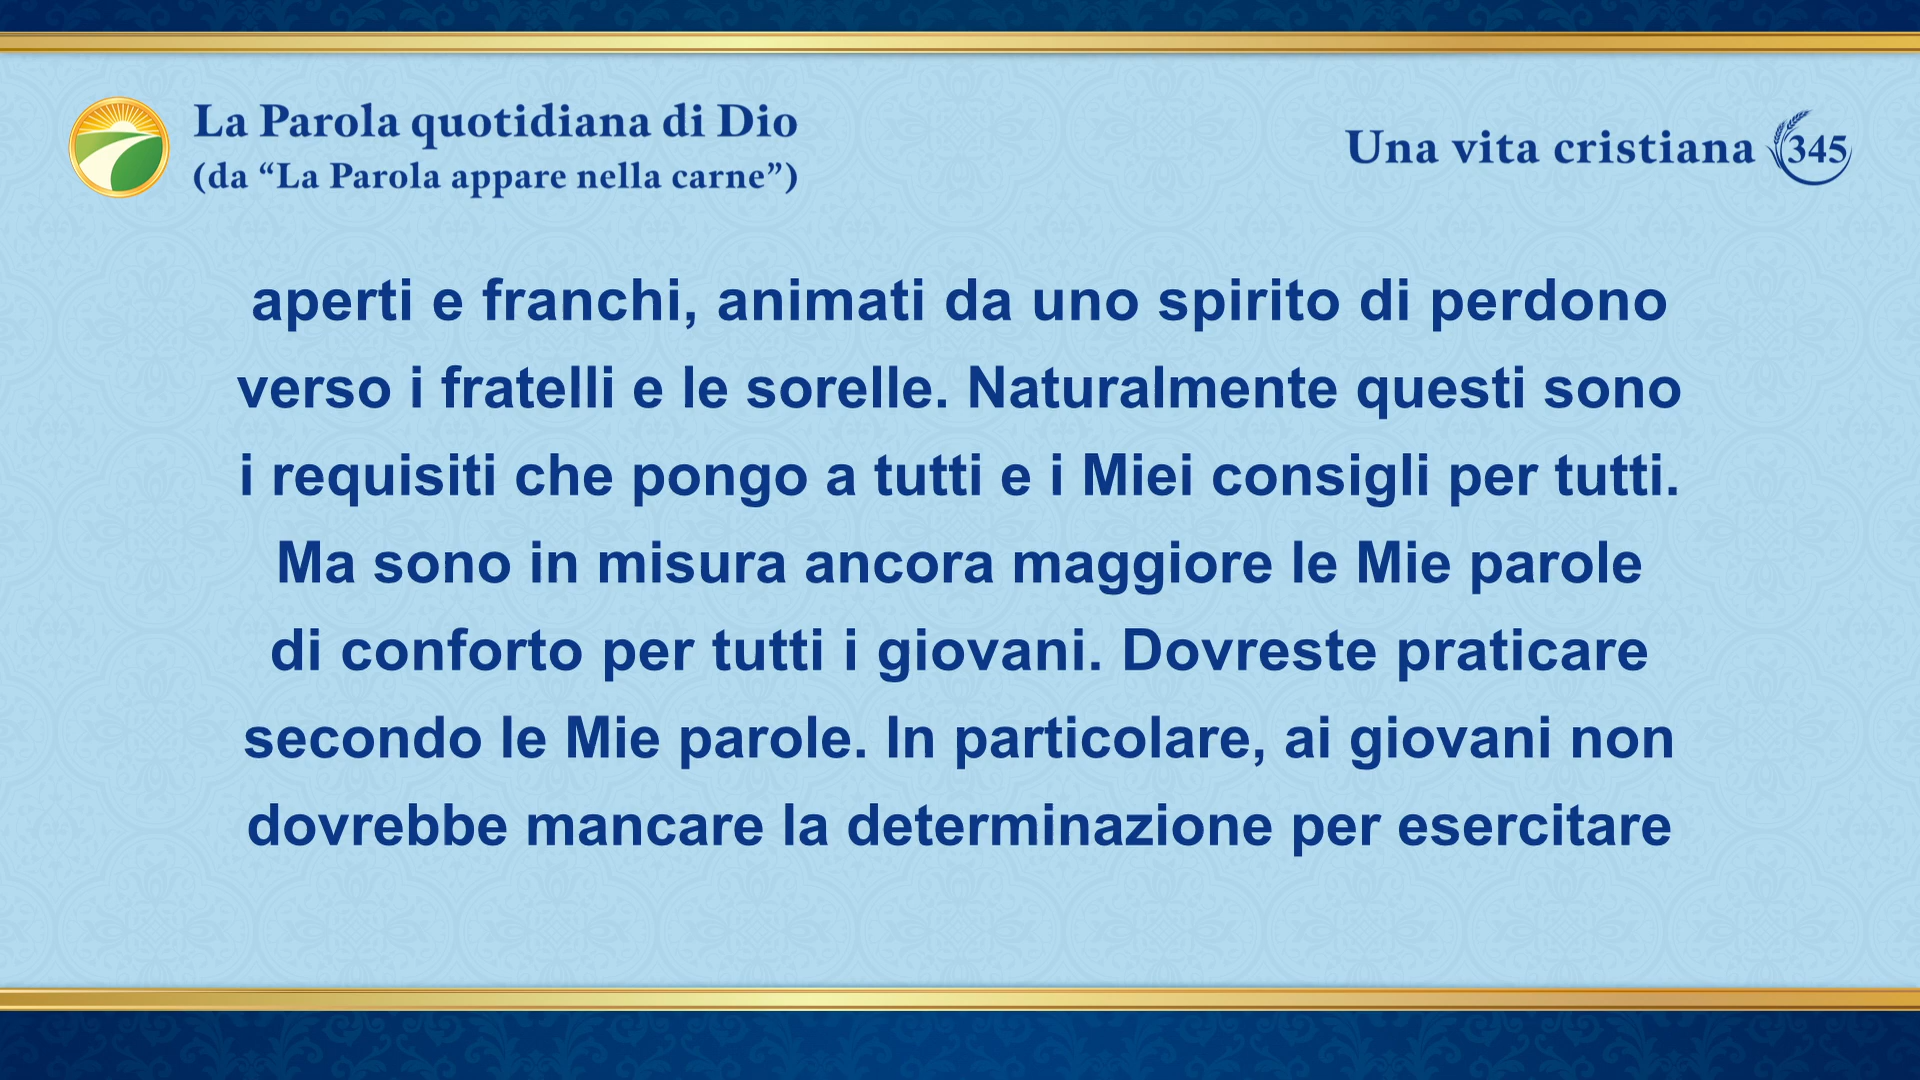 La Parola quotidiana di Dio
(da “La Parola appare nella carne”)
Una vita cristiana 345
aperti e franchi, animati da uno spirito di perdono
verso i fratelli e le sorelle. Naturalmente questi sono
i requisiti che pongo a tutti e i Miei consigli per tutti.
Ma sono in misura ancora maggiore le Mie parole
di conforto per tutti i giovani. Dovreste praticare
secondo le Mie parole. In particolare, ai giovani non
dovrebbe mancare la determinazione per esercitare